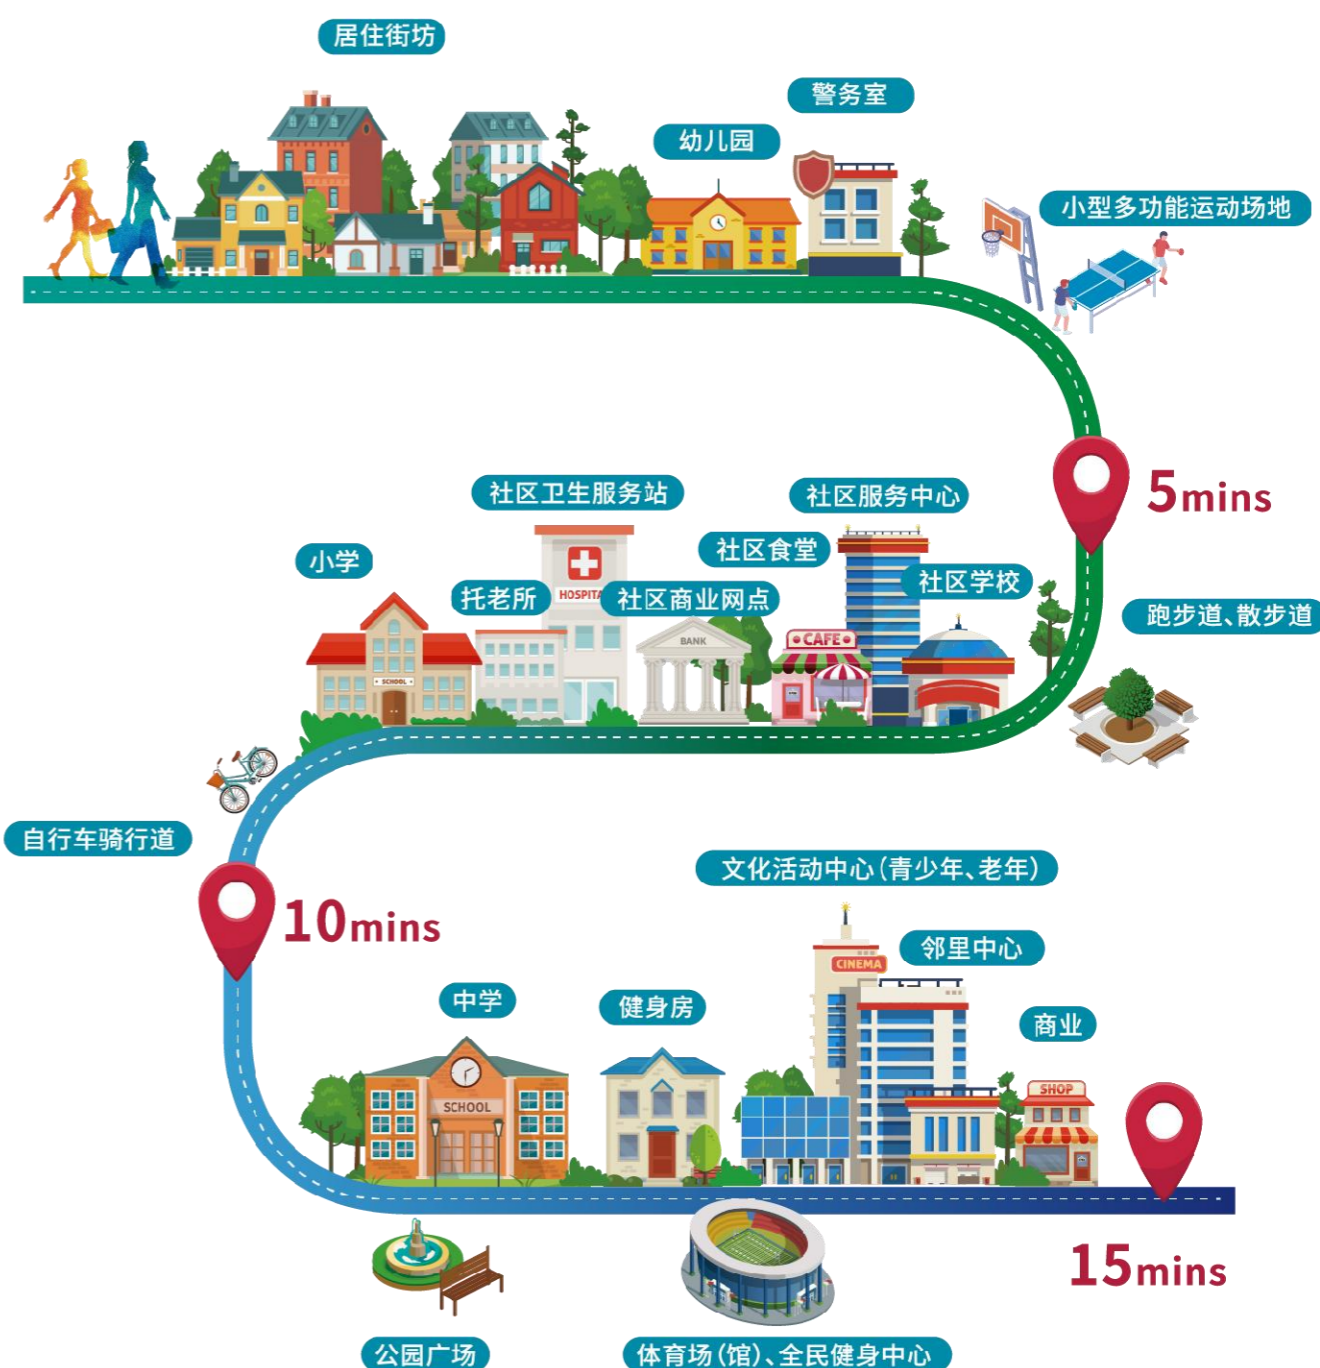 居住街坊
警务室
幼儿园
小型多功能运动场地
5mins
社区卫生服务站
社区服务中心
社区食堂
小学
社区学校
托老所
HOSPITA
社区商业网点
跑步道、散步道
BANK
CAFE
SCHOOL
自行车骑行道
文化活动中心(青少年、老年)
10mins
邻里中心
CINEMA
中学
健身房
商业
SHOP
SCHOOL
15mins
公园广场
体育场(馆)、全民健身中心